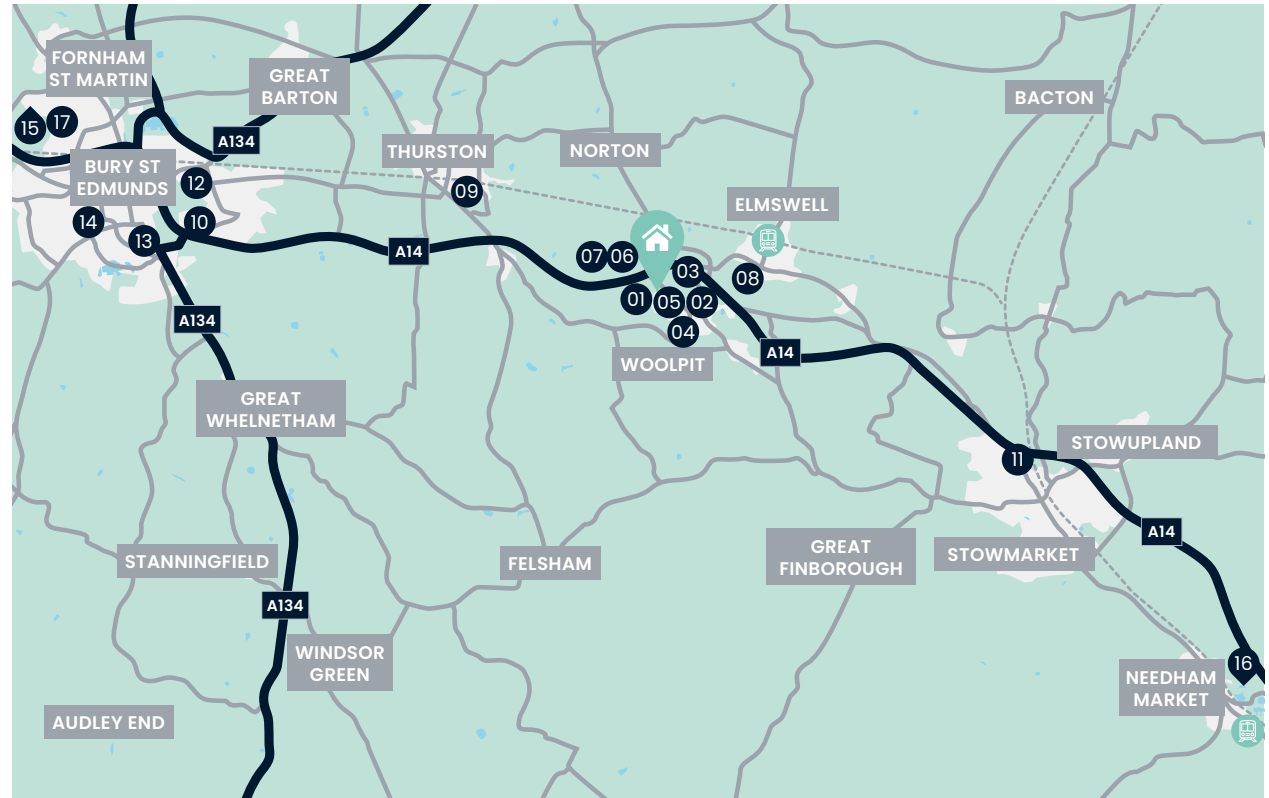 FORNHAM
ST MARTIN
GREAT
BARTON
BACTON
15
17
A134
THURSTON
NORTON
BURY ST
EDMUNDS
12
09
ELMSWELL
14
10
13
A14
07
06
03
08
01
05
02
04
A134
A14
WOOLPIT
GREAT
WHELNETHAM
11
STOWUPLAND
A14
STANNINGFIELD
FELSHAM
GREAT
FINBOROUGH
STOWMARKET
A134
WINDSOR
GREEN
16
NEEDHAM
MARKET
AUDLEY END